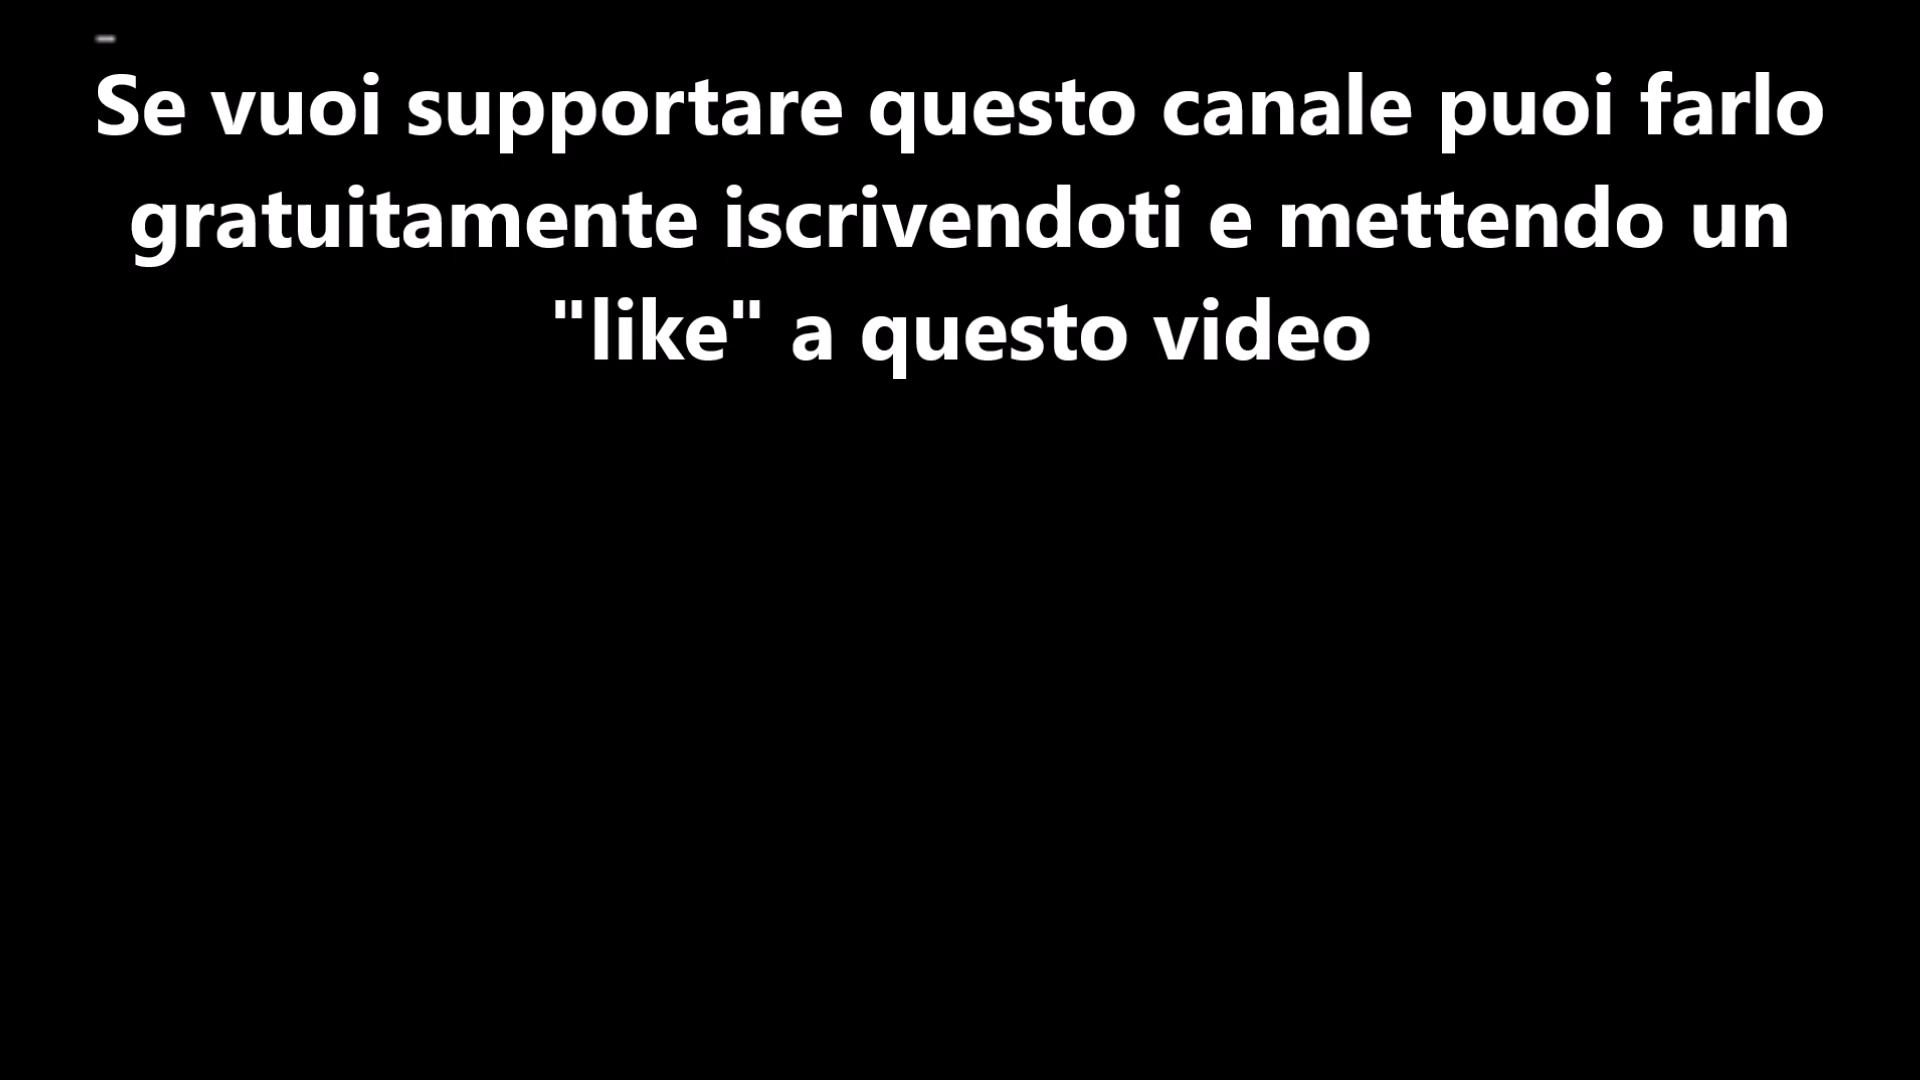 Se vuoi supportare questo canale puoi farlo
gratuitamente iscrivendoti e mettendo un
"like" a questo video